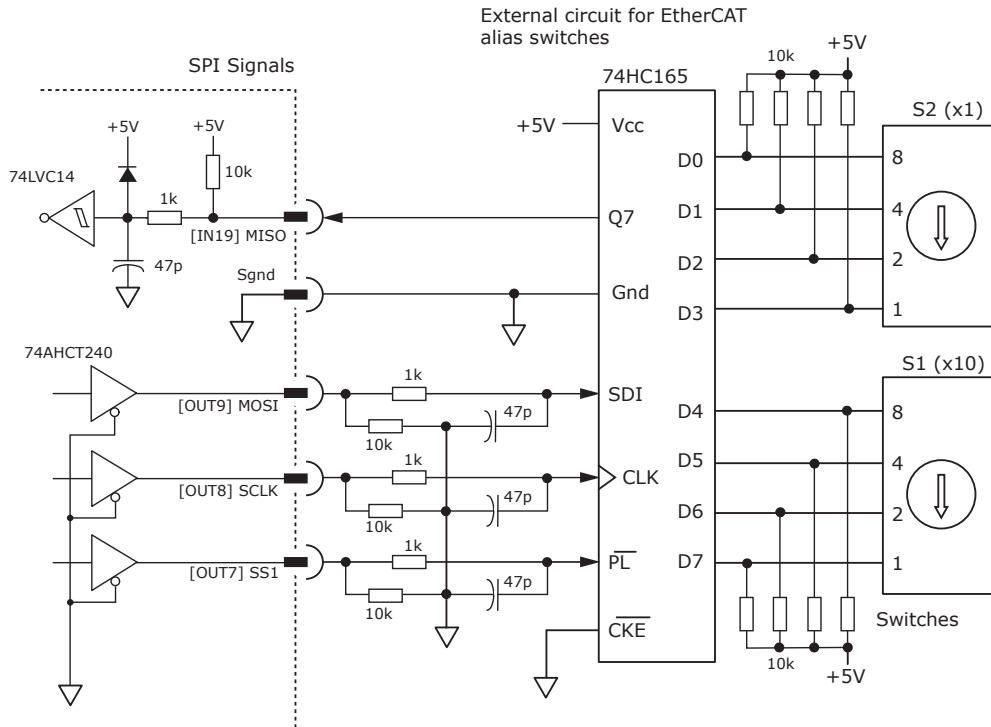 External circuit for EtherCAT
alias switches
SPI Signals
+5V
+5V
74LVC14
10k
1k
47p
[IN19] MISO
Sgnd
74AHCT240
[OUT9] MOSI
[OUT8] SCLK
[OUT7] SS1
1k
10k
47p
1k
10k
47p
1k
10k
47p
74HC165
+5V
Vcc
Q7
Gnd
SDI
CLK
PL
CKE
D0
D1
D2
D3
D4
D5
D6
D7
10k
+5V
S2 (x1)
8
4
2
1
S1 (x10)
8
4
2
1
Switches
10k
+5V